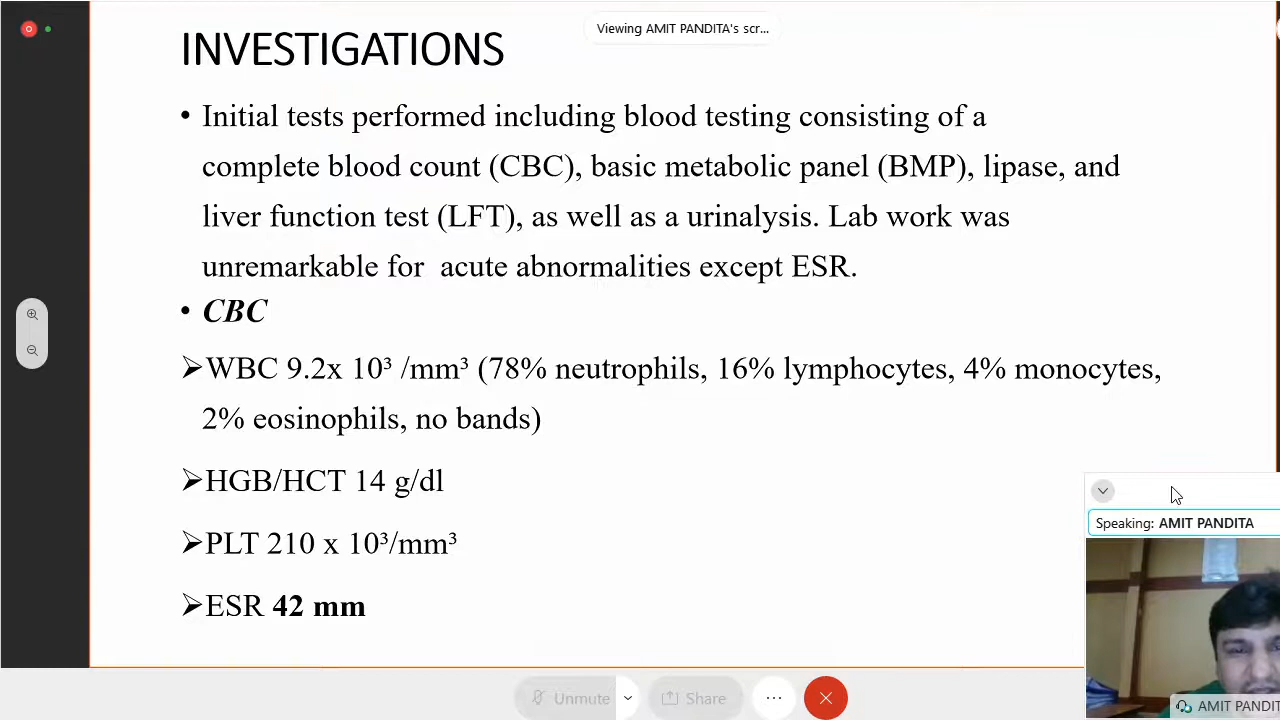 Viewing AMIT PANDITA's scr...
INVESTIGATIONS
• Initial tests performed including blood testing consisting of a
complete blood count (CBC), basic metabolic panel (BMP), lipase, and
liver function test (LFT), as well as a urinalysis. Lab work was
unremarkable for acute abnormalities except ESR.
• CBC
➢WBC 9.2x 10³ /mm³ (78% neutrophils, 16% lymphocytes, 4% monocytes,
2% eosinophils, no bands)
➢HGB/HCT 14 g/dl
➢PLT 210 x 10³/mm³
➢ESR 42 mm
Speaking: AMIT PANDITA
AMIT PANDIT
Unmute
Share